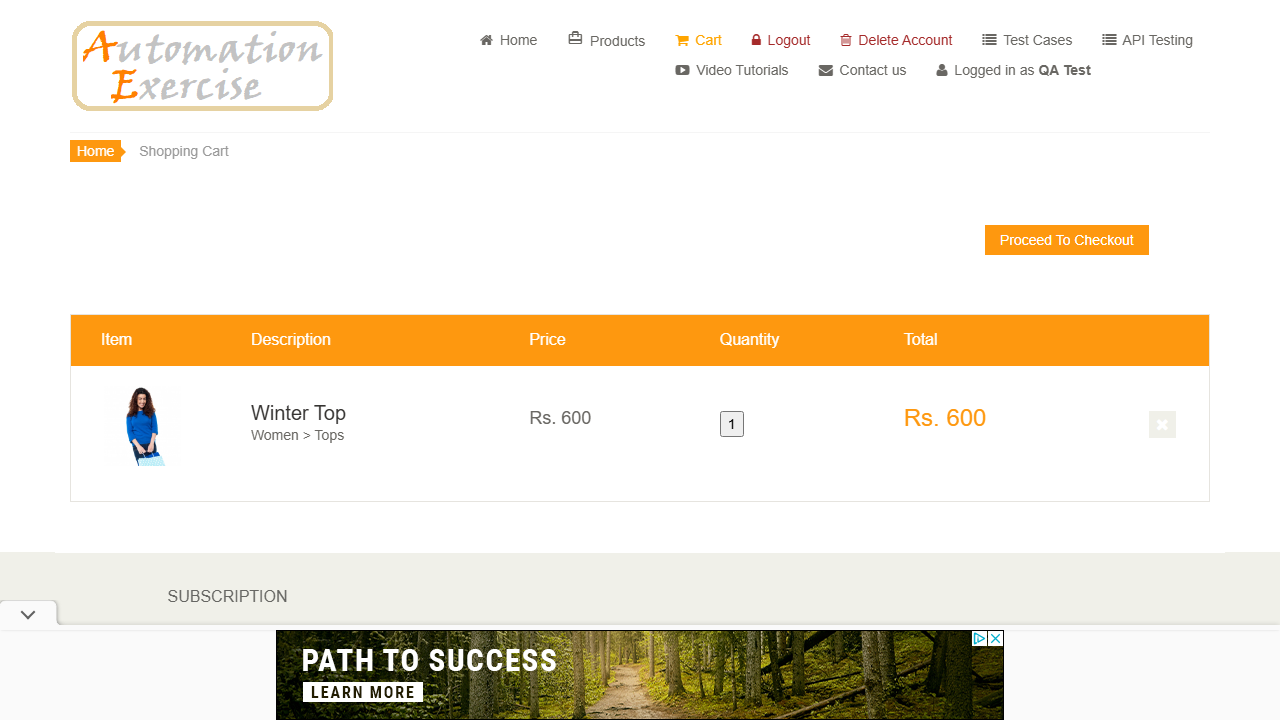 Automation
Exercise
Home
Products
Cart
Logout
Delete Account
Test Cases
API Testing
Video Tutorials
Contact us
Logged in as QA Test
Home
Shopping Cart
Proceed To Checkout
Item Description Price Quantity Total
Winter Top
Women > Tops
Rs. 600
1
Rs. 600
SUBSCRIPTION
PATH TO SUCCESS
LEARN MORE